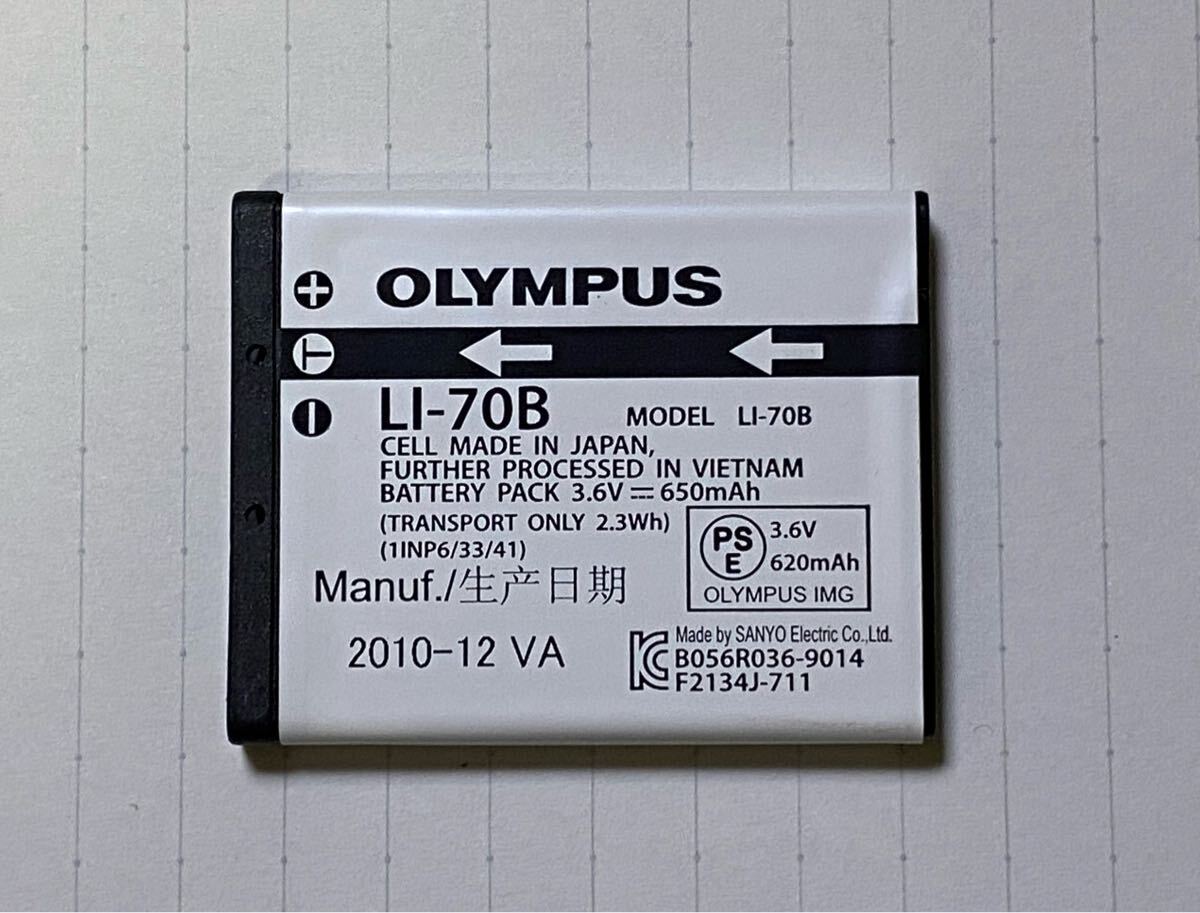 + OLYMPUS
T
− LI-70B MODEL LI-70B
CELL MADE IN JAPAN,
FURTHER PROCESSED IN VIETNAM
BATTERY PACK 3.6V⎓650mAh
(TRANSPORT ONLY 2.3Wh)
(1INP6/33/41)
PS E 3.6V
620mAh
OLYMPUS IMG
Manuf./生产日期
2010-12 VA
KC Made by SANYO Electric Co.,Ltd.
B056R036-9014
F2134J-711